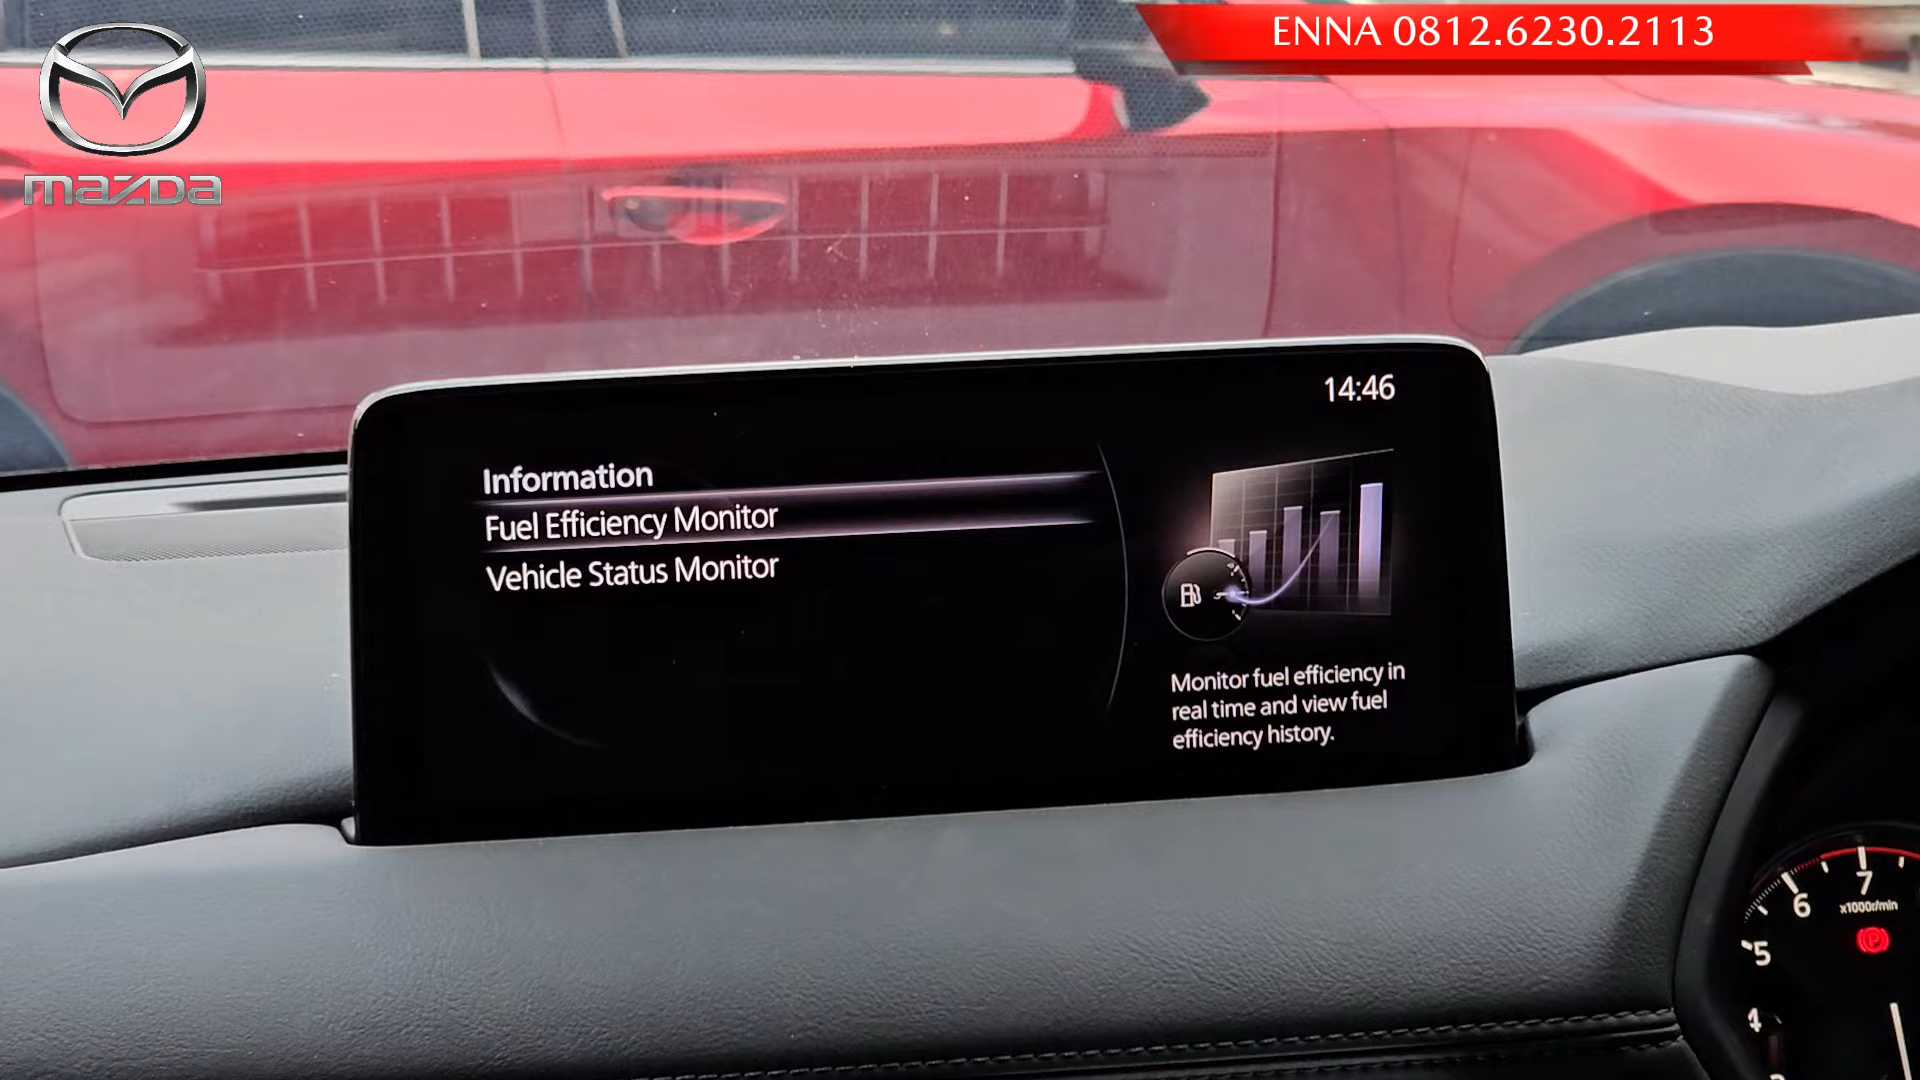 ENNA 0812.6230.2113
mazda
14:46
Information
Fuel Efficiency Monitor
Vehicle Status Monitor
Monitor fuel efficiency in
real time and view fuel
efficiency history.
7
6
x1000r/min
5
4